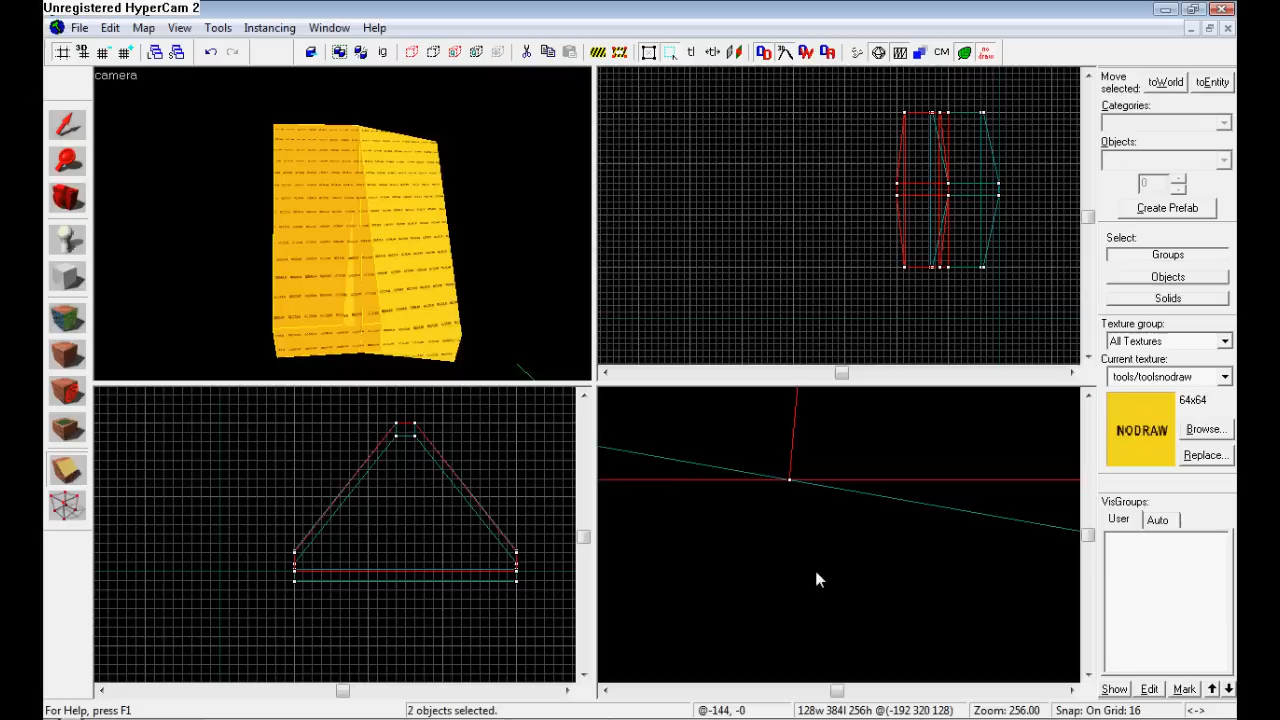 Unregistered HyperCam 2
File Edit Map View Tools Instancing Window Help
camera
Move selected:
toWorld
toEntity
Categories:
Objects:
0
Create Prefab
Select:
Groups
Objects
Solids
Texture group:
All Textures
Current texture:
tools/toolsnodraw
NODRAW
64x64
Browse...
Replace...
VisGroups:
User Auto
Show Edit Mark
For Help, press F1
2 objects selected.
@-144, -0
128w 384l 256h @(-192 320 128)
Zoom: 256.00
Snap: On Grid: 16
<->